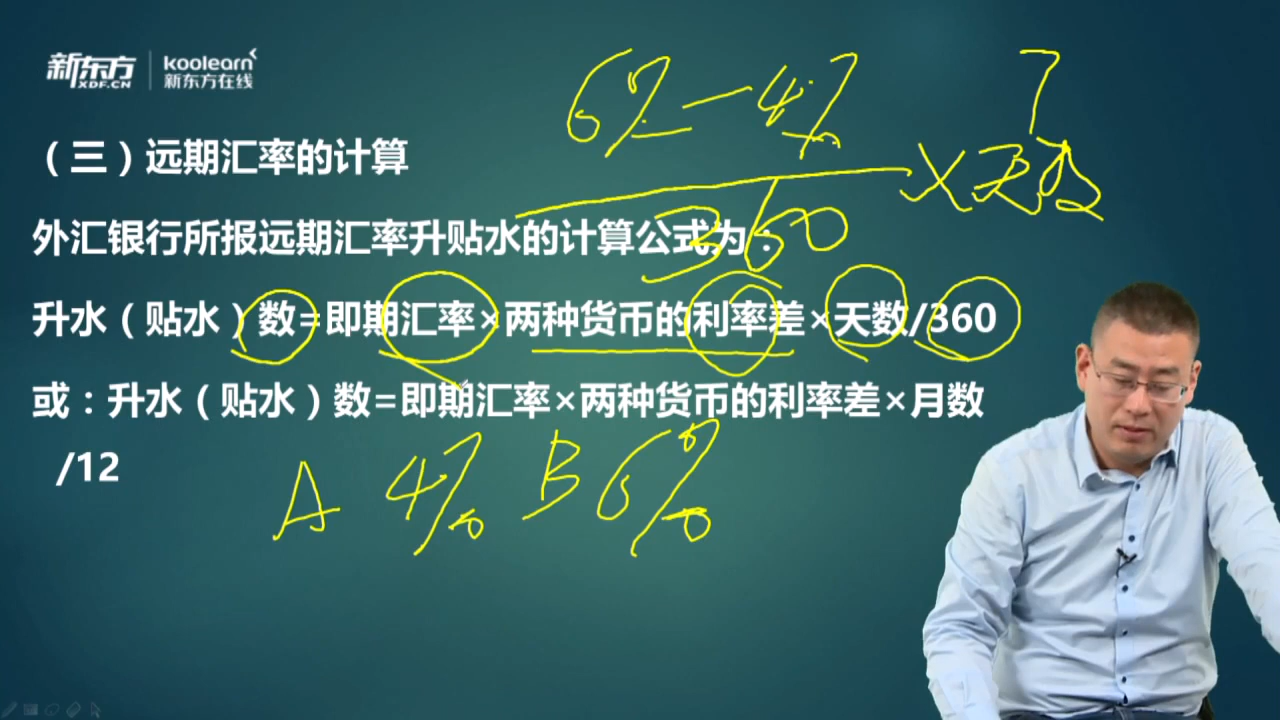 新东方 XDF.CN koolearn 新东方在线
6% - 4%
360
× 天数
(三)远期汇率的计算
外汇银行所报远期汇率升贴水的计算公式为:
升水(贴水)数=即期汇率×两种货币的利率差×天数/360
或:升水(贴水)数=即期汇率×两种货币的利率差×月数
/12
A 4% B 6%